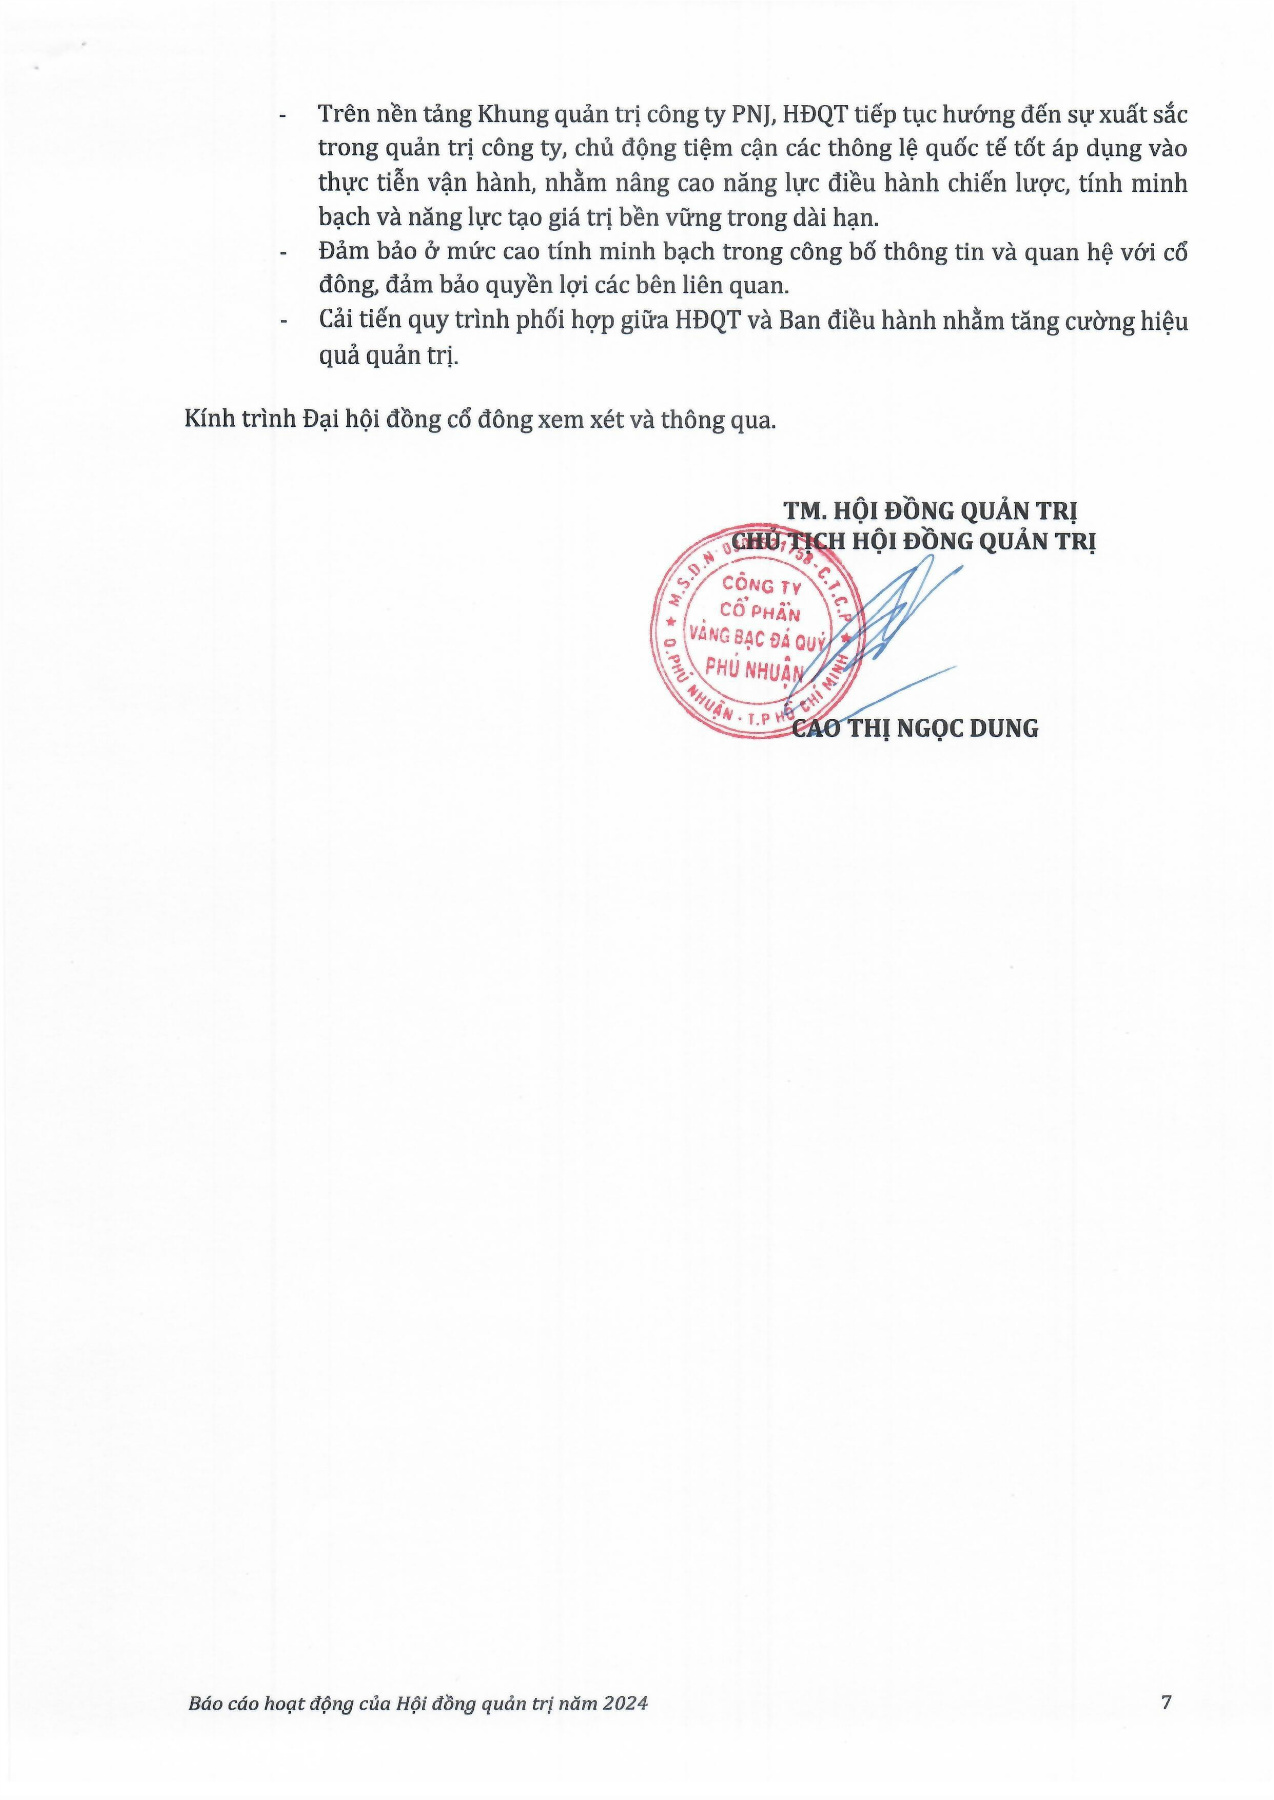 - Trên nền tảng Khung quản trị công ty PNJ, HĐQT tiếp tục hướng đến sự xuất sắc
trong quản trị công ty, chủ động tiệm cận các thông lệ quốc tế tốt áp dụng vào
thực tiễn vận hành, nhằm nâng cao năng lực điều hành chiến lược, tính minh
bạch và năng lực tạo giá trị bền vững trong dài hạn.
- Đảm bảo ở mức cao tính minh bạch trong công bố thông tin và quan hệ với cổ
đông, đảm bảo quyền lợi các bên liên quan.
- Cải tiến quy trình phối hợp giữa HĐQT và Ban điều hành nhằm tăng cường hiệu
quả quản trị.
Kính trình Đại hội đồng cổ đông xem xét và thông qua.
TM. HỘI ĐỒNG QUẢN TRỊ
CHỦ TỊCH HỘI ĐỒNG QUẢN TRỊ
M.S.D.N: C.T.C.P
CÔNG TY
CỔ PHẦN
VÀNG BẠC ĐÁ QUÝ
PHÚ NHUẬN
Q.PHÚ NHUẬN - T.P HỒ CHÍ MINH
CAO THỊ NGỌC DUNG
Báo cáo hoạt động của Hội đồng quản trị năm 2024 7